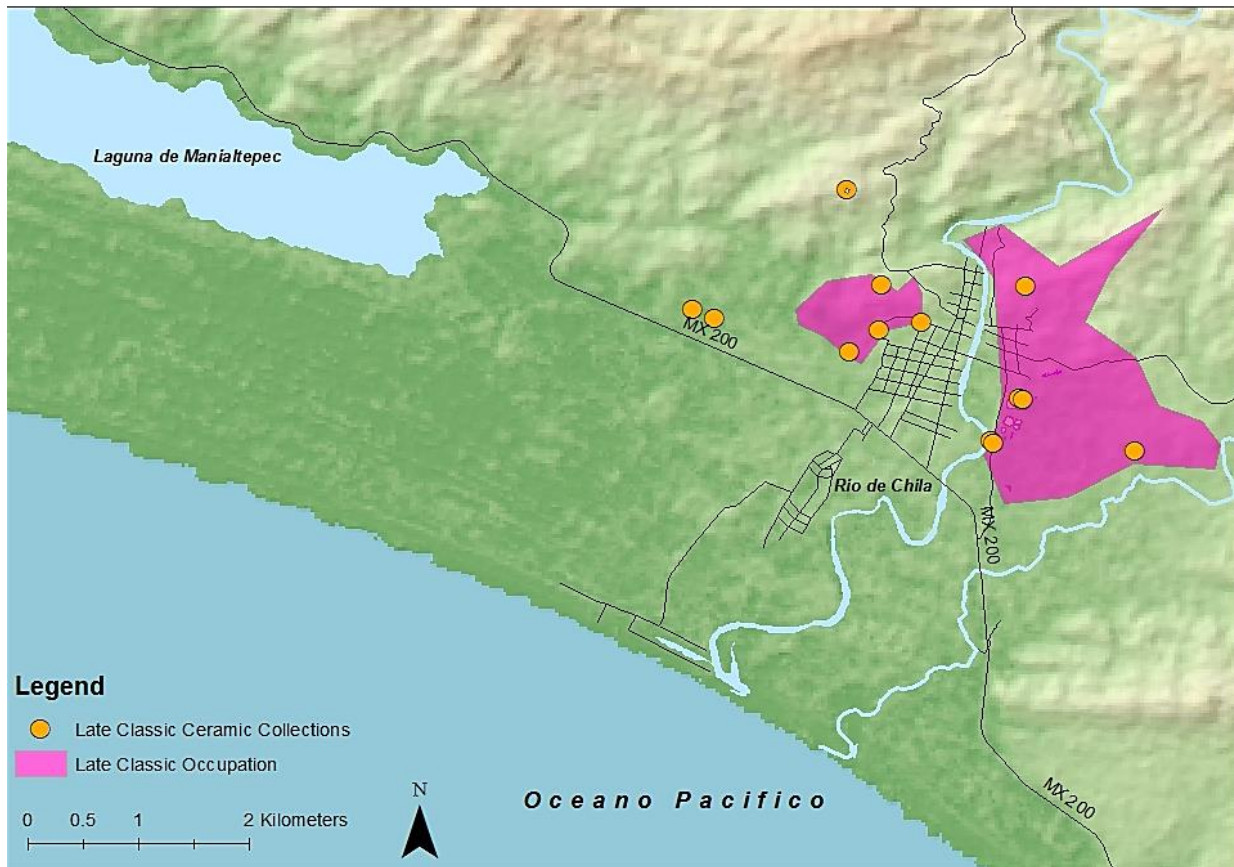 Laguna de Manialtepec
MX 200
Rio de Chila
MX 200
MX 200
Oceano Pacifico
Legend
Late Classic Ceramic Collections
Late Classic Occupation
0 0.5 1 2 Kilometers
N